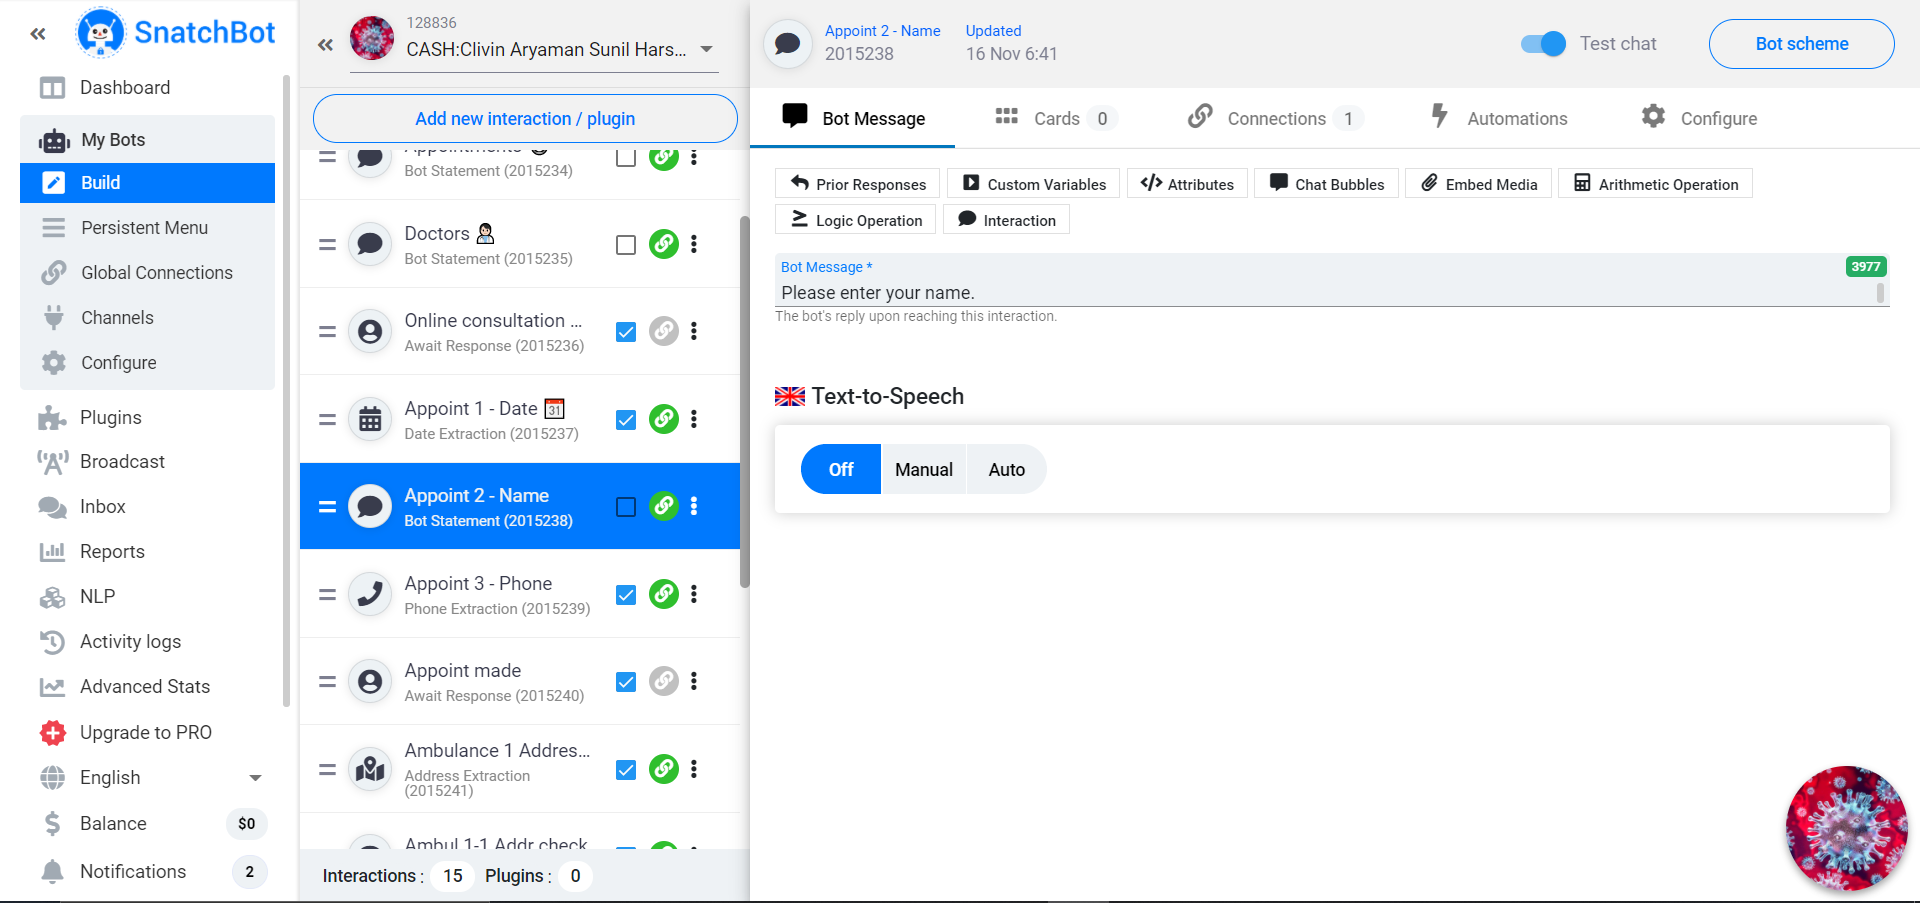 SnatchBot
Dashboard
My Bots
Build
Persistent Menu
Global Connections
Channels
Configure
Plugins
Broadcast
Inbox
Reports
NLP
Activity logs
Advanced Stats
Upgrade to PRO
English
Balance $0
Notifications 2
128836
CASH:Clivin Aryaman Sunil Hars...
Add new interaction / plugin
Appointments
Bot Statement (2015234)
Doctors
Bot Statement (2015235)
Online consultation ...
Await Response (2015236)
Appoint 1 - Date 31
Date Extraction (2015237)
Appoint 2 - Name
Bot Statement (2015238)
Appoint 3 - Phone
Phone Extraction (2015239)
Appoint made
Await Response (2015240)
Ambulance 1 Addres...
Address Extraction
(2015241)
Ambul 1-1 Addr check
Interactions : 15 Plugins : 0
Appoint 2 - Name Updated
2015238 16 Nov 6:41
Test chat
Bot scheme
Bot Message Cards 0 Connections 1 Automations Configure
Prior Responses Custom Variables Attributes Chat Bubbles Embed Media Arithmetic Operation
Logic Operation Interaction
Bot Message * 3977
Please enter your name.
The bot's reply upon reaching this interaction.
Text-to-Speech
Off Manual Auto